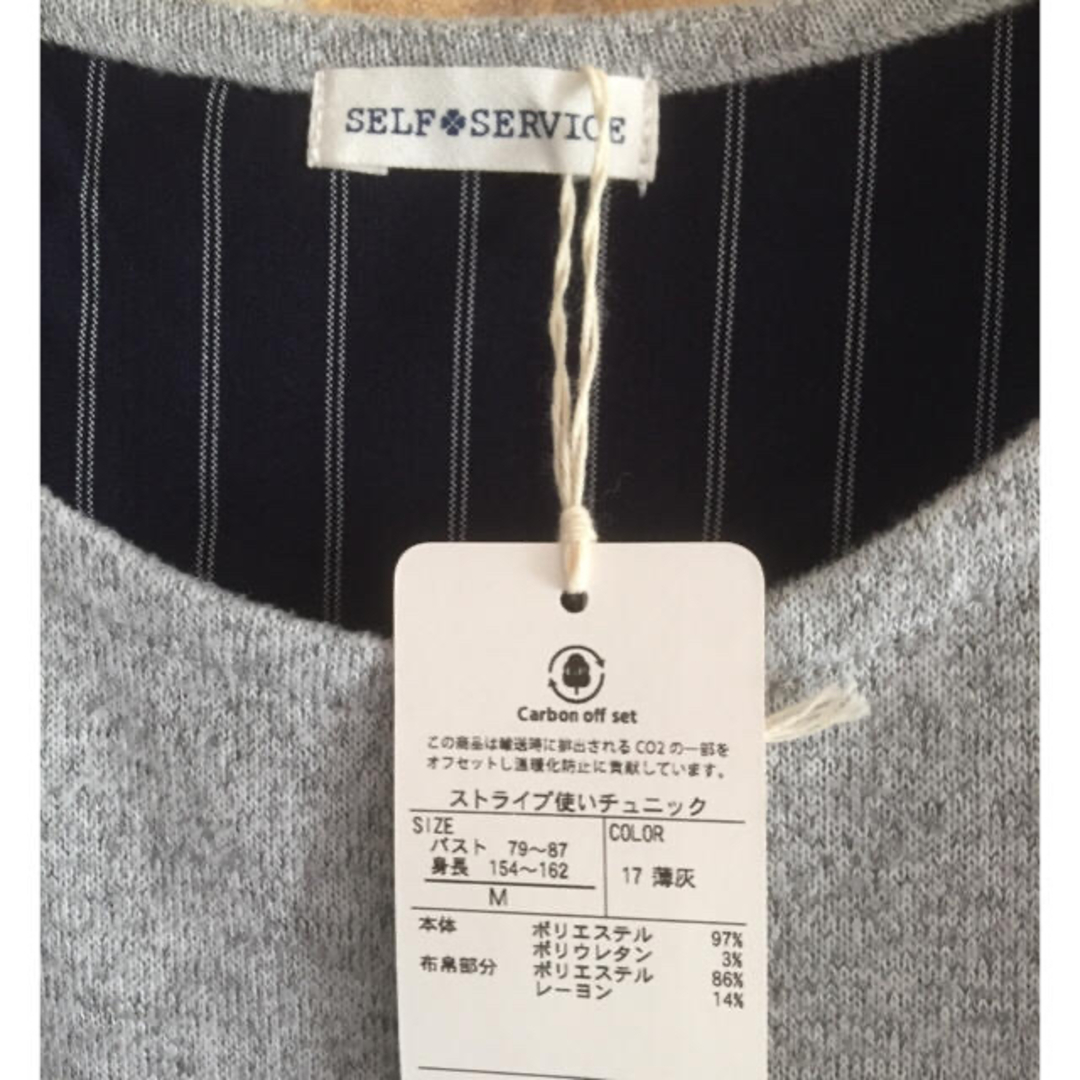 SELF SERVICE
Carbon off set
この商品は輸送時に排出されるCO2の一部を
オフセットし温暖化防止に貢献しています。
ストライプ使いチュニック
SIZE COLOR
バスト 79〜87
身長 154〜162 17 薄灰
M
本体 ポリエステル 97%
ポリウレタン 3%
布帛部分 ポリエステル 86%
レーヨン 14%